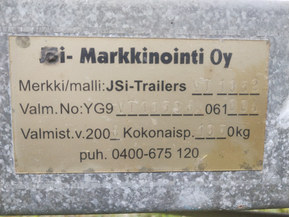 JSi- Markkinointi Oy
Merkki/malli:JSi-Trailers
Valm.No:YG9 061
Valmist.v.200 Kokonaisp. 0kg
puh. 0400-675 120